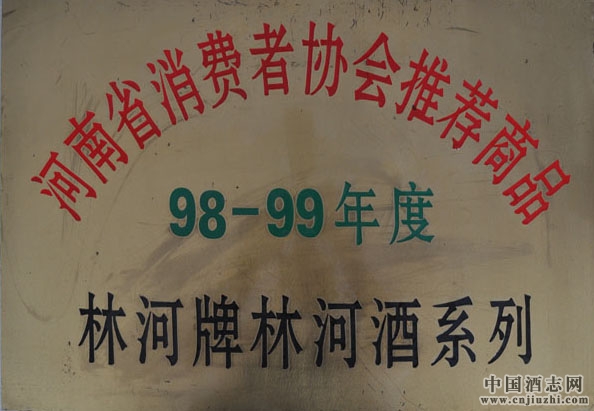 河南省消费者协会推荐商品
98-99年度
林河牌林河酒系列
中国酒志网
www.cnjiuzhi.com